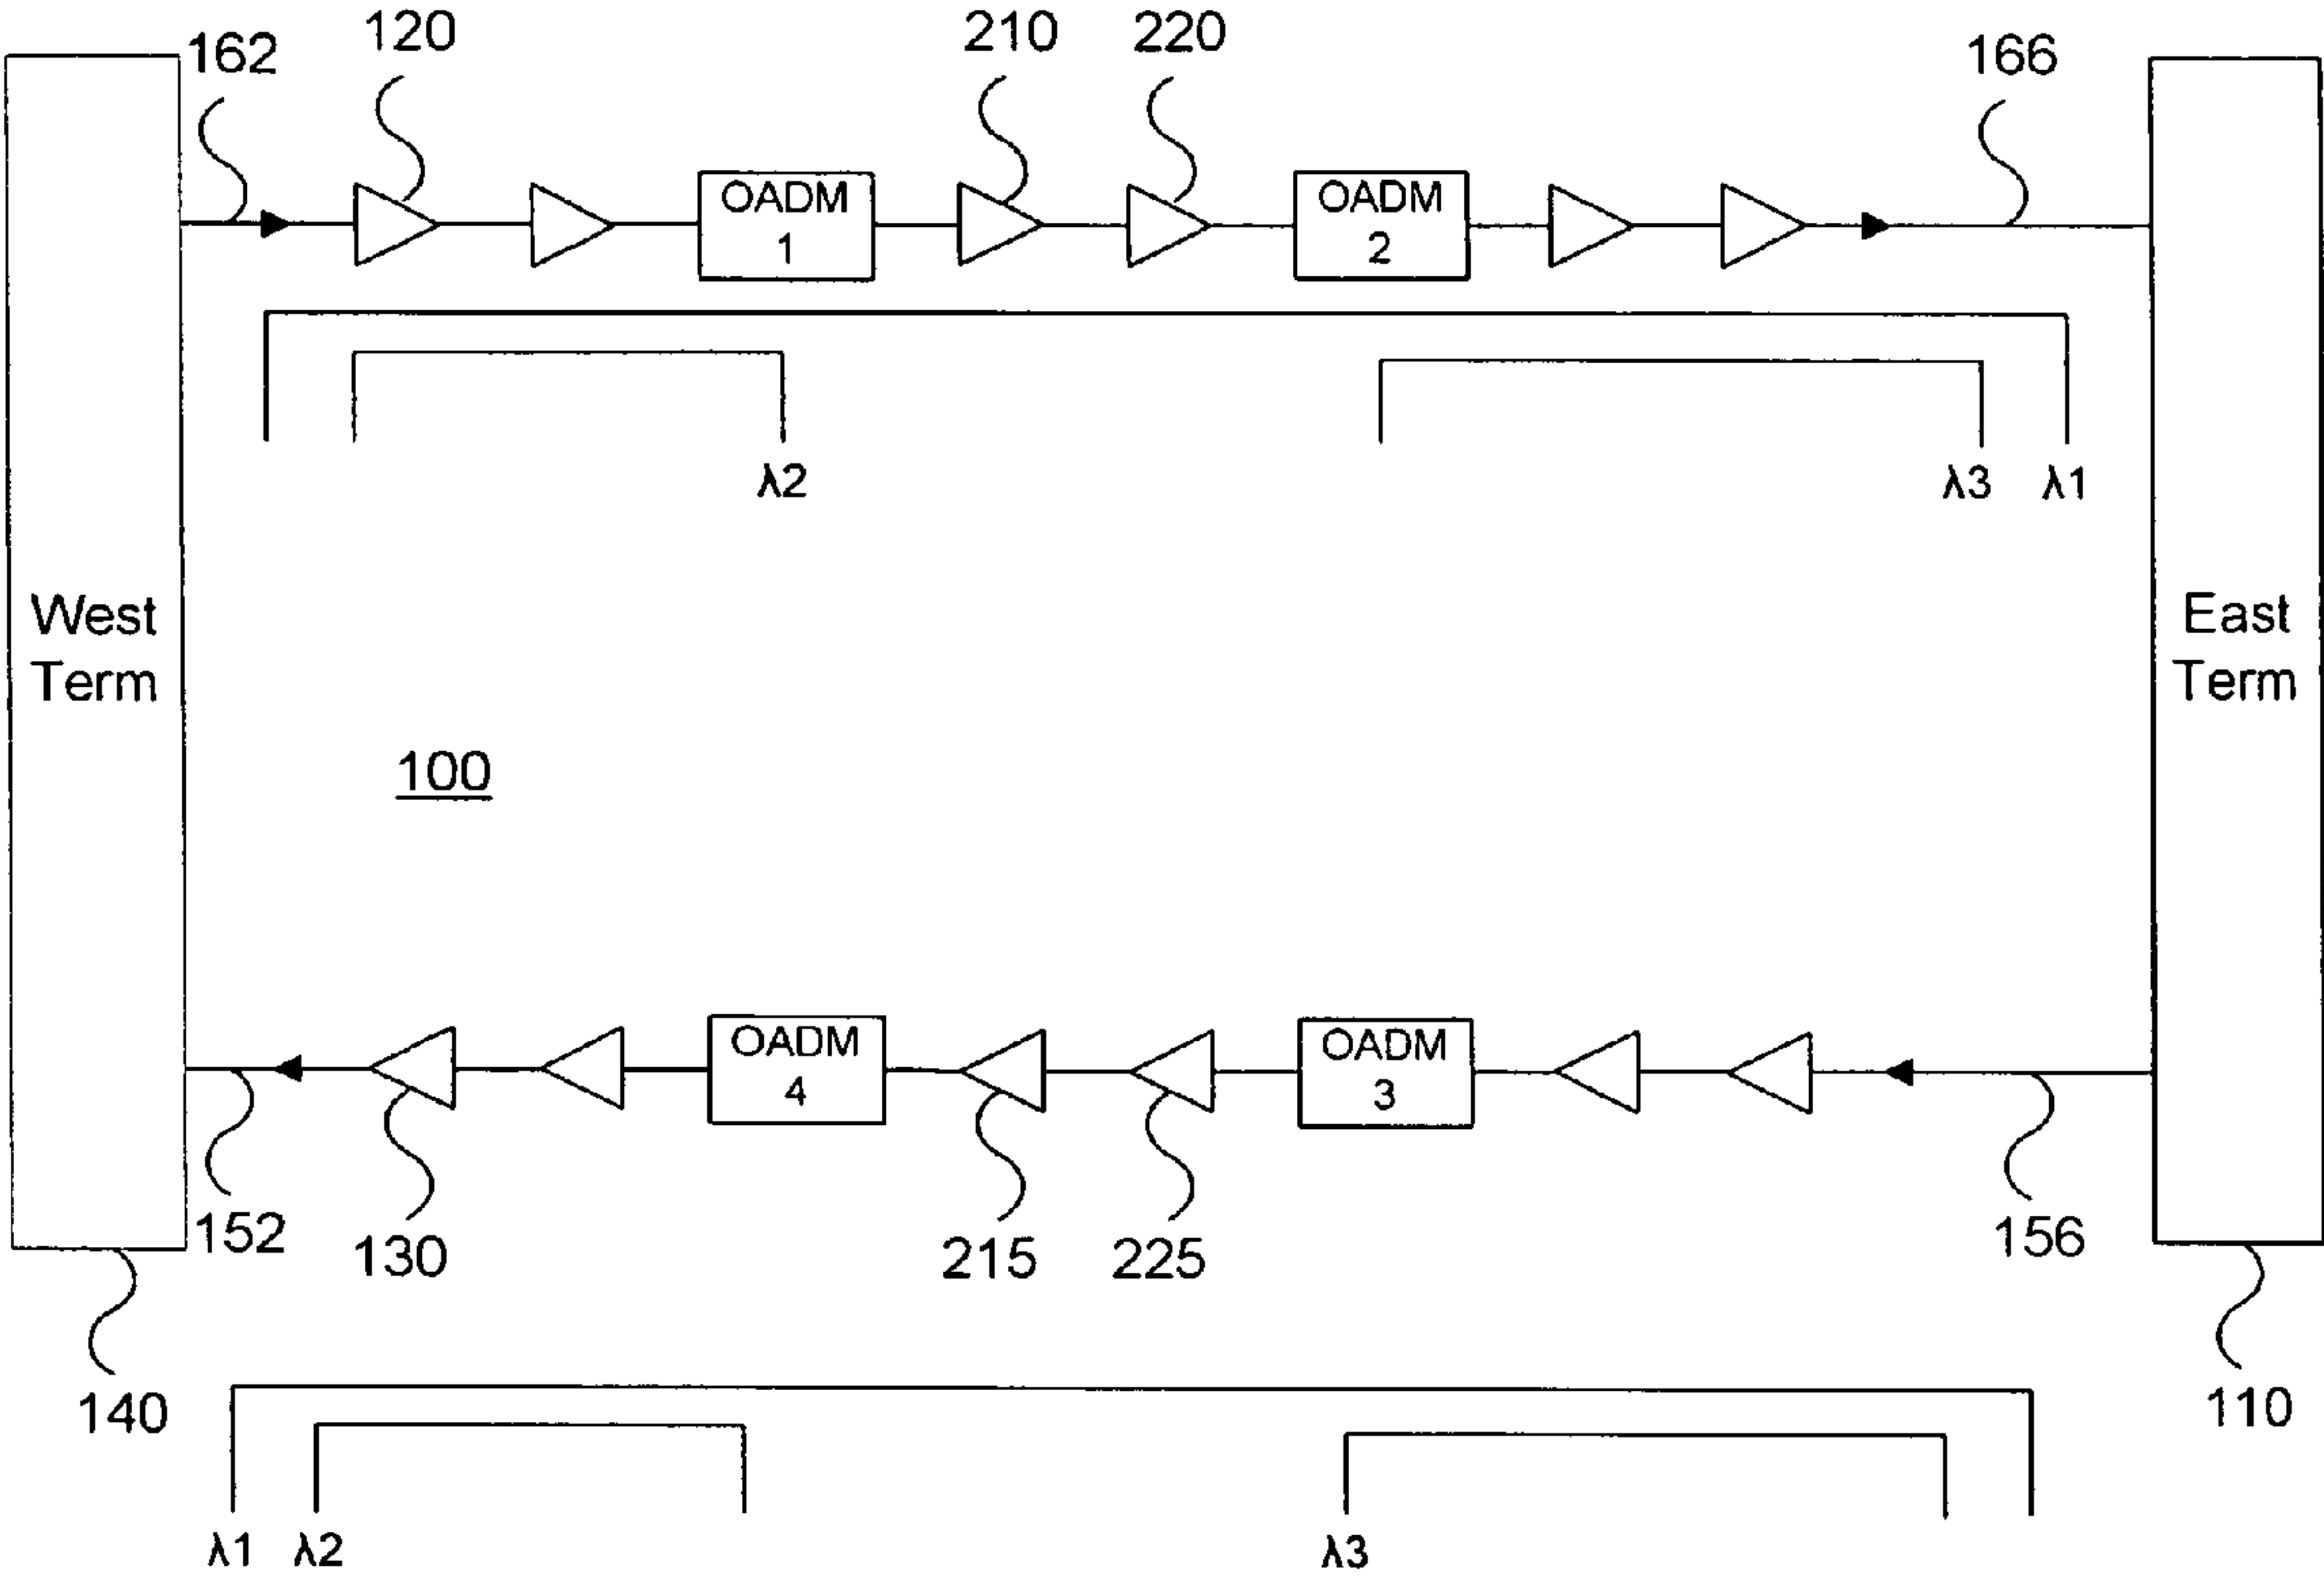 162
120
210
220
166
OADM
1
OADM
2
λ2
λ3
λ1
West
Term
East
Term
100
OADM
4
OADM
3
152
130
215
225
156
140
110
λ1
λ2
λ3